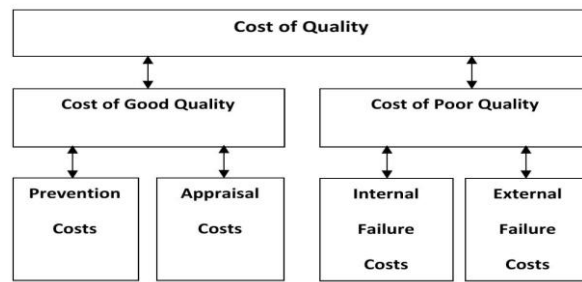 Cost of Quality
Cost of Good Quality
Cost of Poor Quality
Prevention
Costs
Appraisal
Costs
Internal
Failure
Costs
External
Failure
Costs